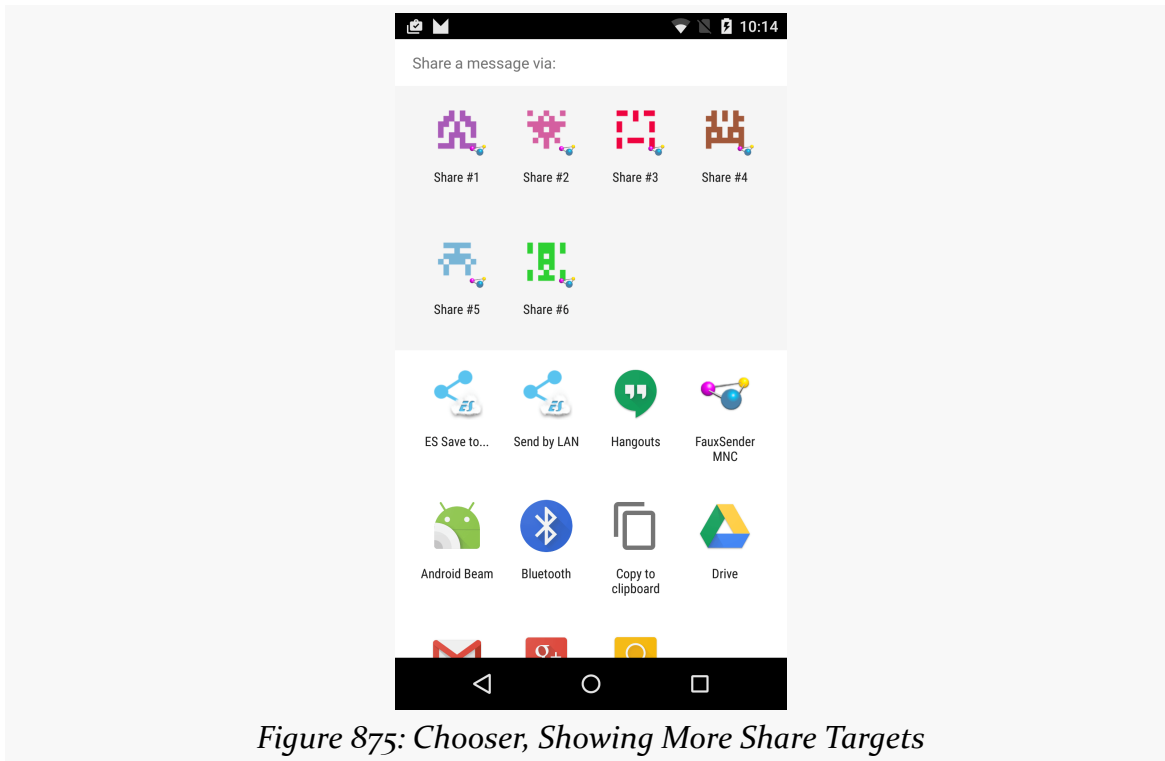 10:14
Share a message via:
Share #1 Share #2 Share #3 Share #4
Share #5 Share #6
ES Save to... Send by LAN Hangouts FauxSender
MNC
Android Beam Bluetooth Copy to Drive
clipboard
g+
Figure 875: Chooser, Showing More Share Targets